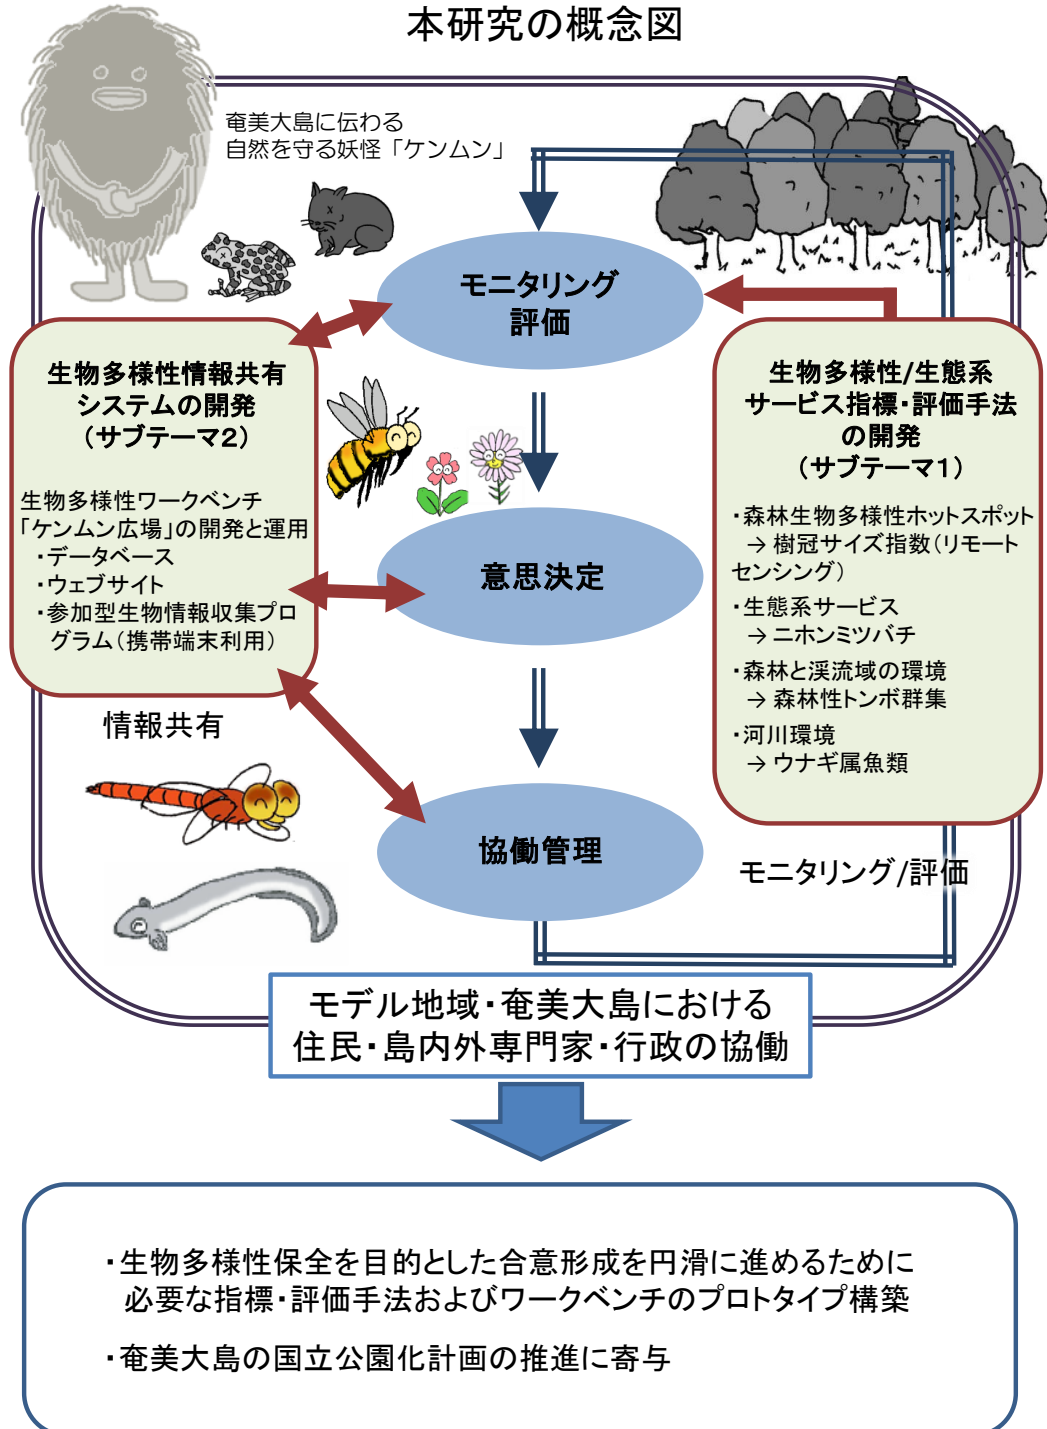 本研究の概念図
奄美大島に伝わる
自然を守る妖怪「ケンムン」
モニタリング
評価
生物多様性情報共有
システムの開発
（サブテーマ２）
生物多様性ワークベンチ
「ケンムン広場」の開発と運用
・データベース
・ウェブサイト
・参加型生物情報収集プロ
グラム（携帯端末利用）
情報共有
生物多様性/生態系
サービス指標・評価手法
の開発
（サブテーマ１）
・森林生物多様性ホットスポット
→ 樹冠サイズ指数（リモート
センシング）
・生態系サービス
→ ニホンミツバチ
・森林と渓流域の環境
→ 森林性トンボ群集
・河川環境
→ ウナギ属魚類
意思決定
協働管理
モニタリング/評価
モデル地域・奄美大島における
住民・島内外専門家・行政の協働
・生物多様性保全を目的とした合意形成を円滑に進めるために
必要な指標・評価手法およびワークベンチのプロトタイプ構築
・奄美大島の国立公園化計画の推進に寄与